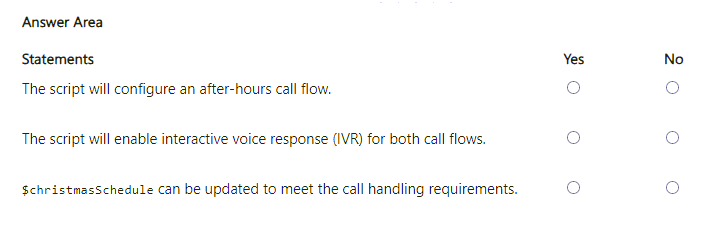 Answer Area
Statements Yes No
The script will configure an after-hours call flow.
The script will enable interactive voice response (IVR) for both call flows.
$christmasSchedule can be updated to meet the call handling requirements.